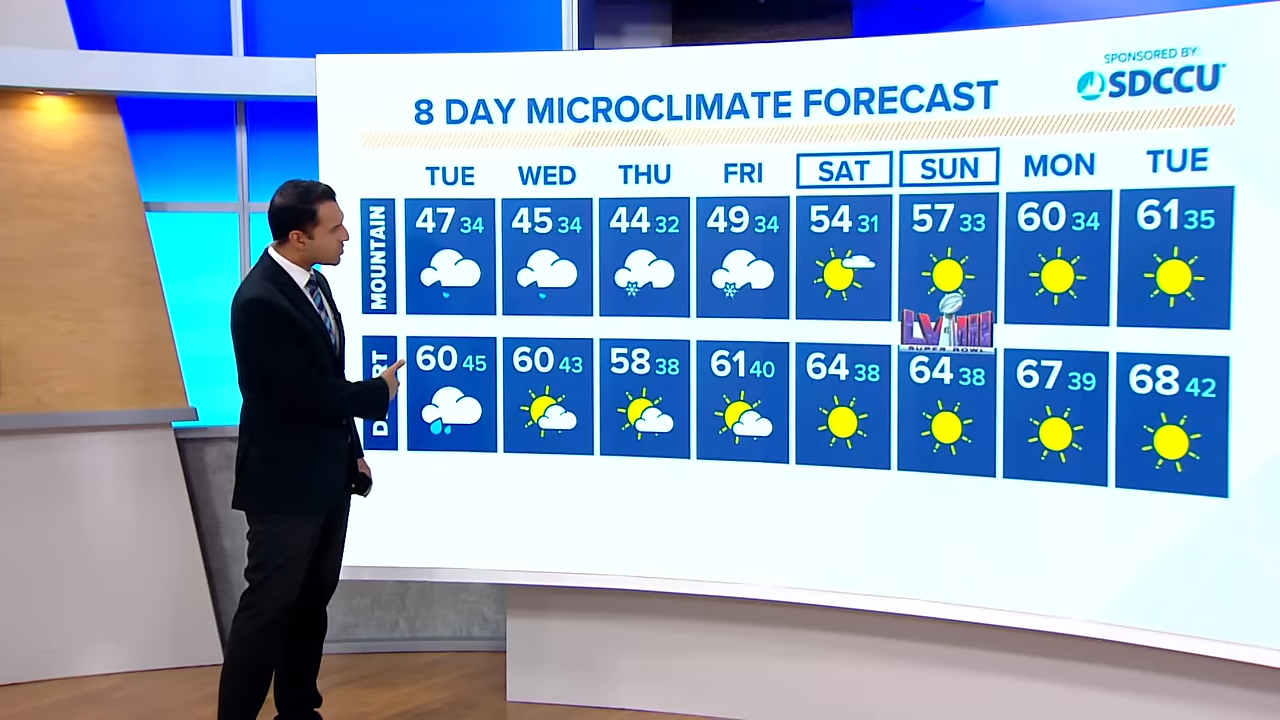 SPONSORED BY:
SDCCU
8 DAY MICROCLIMATE FORECAST
TUE WED THU FRI SAT SUN MON TUE
MOUNTAIN
47 34 45 34 44 32 49 34 54 31 57 33 60 34 61 35
LVIII
SUPER BOWL
60 45 60 43 58 38 61 40 64 38 64 38 67 39 68 42